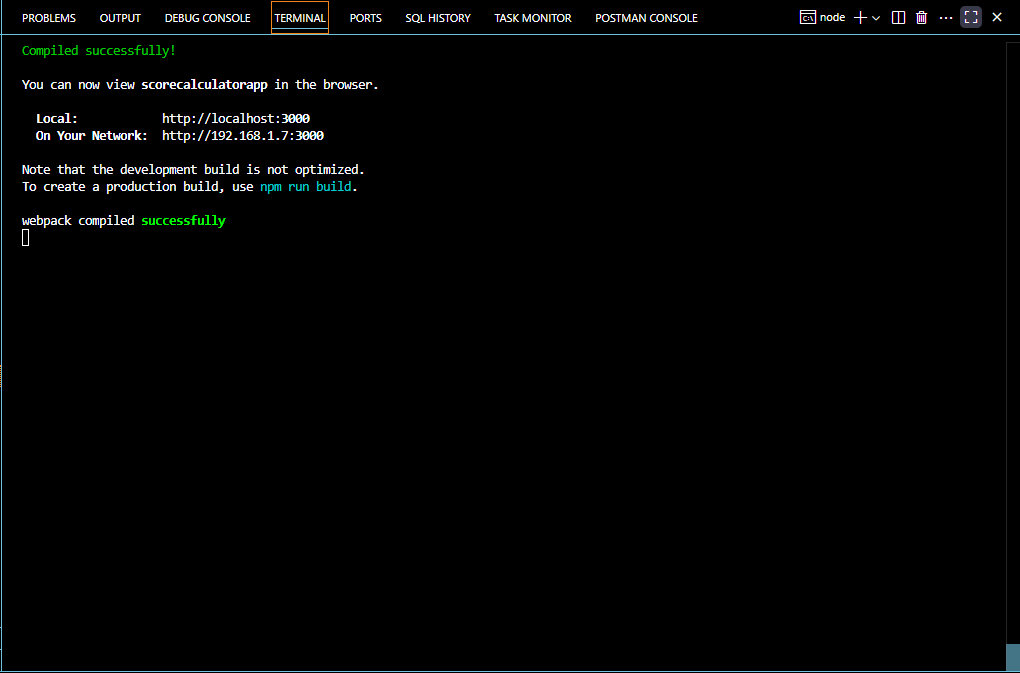 PROBLEMS OUTPUT DEBUG CONSOLE TERMINAL PORTS SQL HISTORY TASK MONITOR POSTMAN CONSOLE node
Compiled successfully!
You can now view scorecalculatorapp in the browser.
Local: http://localhost:3000
On Your Network: http://192.168.1.7:3000
Note that the development build is not optimized.
To create a production build, use npm run build.
webpack compiled successfully